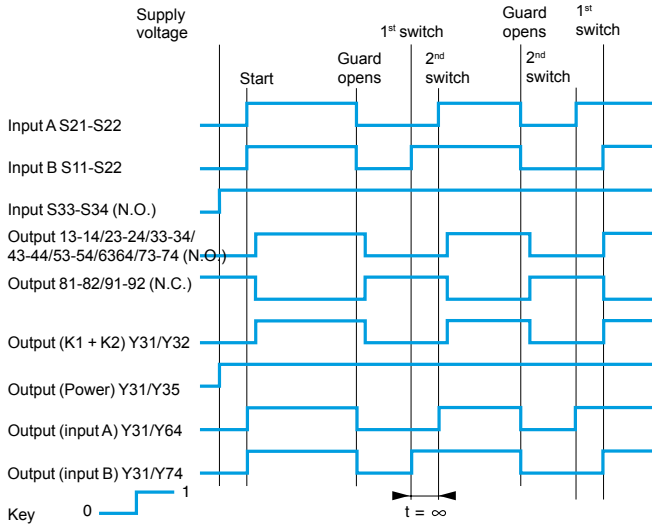 Supply
voltage
Guard
opens
1st
switch
1st switch
Guard
opens
2nd
switch
2nd
switch
Start
Input A S21-S22
Input B S11-S22
Input S33-S34 (N.O.)
Output 13-14/23-24/33-34/
43-44/53-54/6364/73-74 (N.O.)
Output 81-82/91-92 (N.C.)
Output (K1 + K2) Y31/Y32
Output (Power) Y31/Y35
Output (input A) Y31/Y64
Output (input B) Y31/Y74
Key 0 1
t = ∞